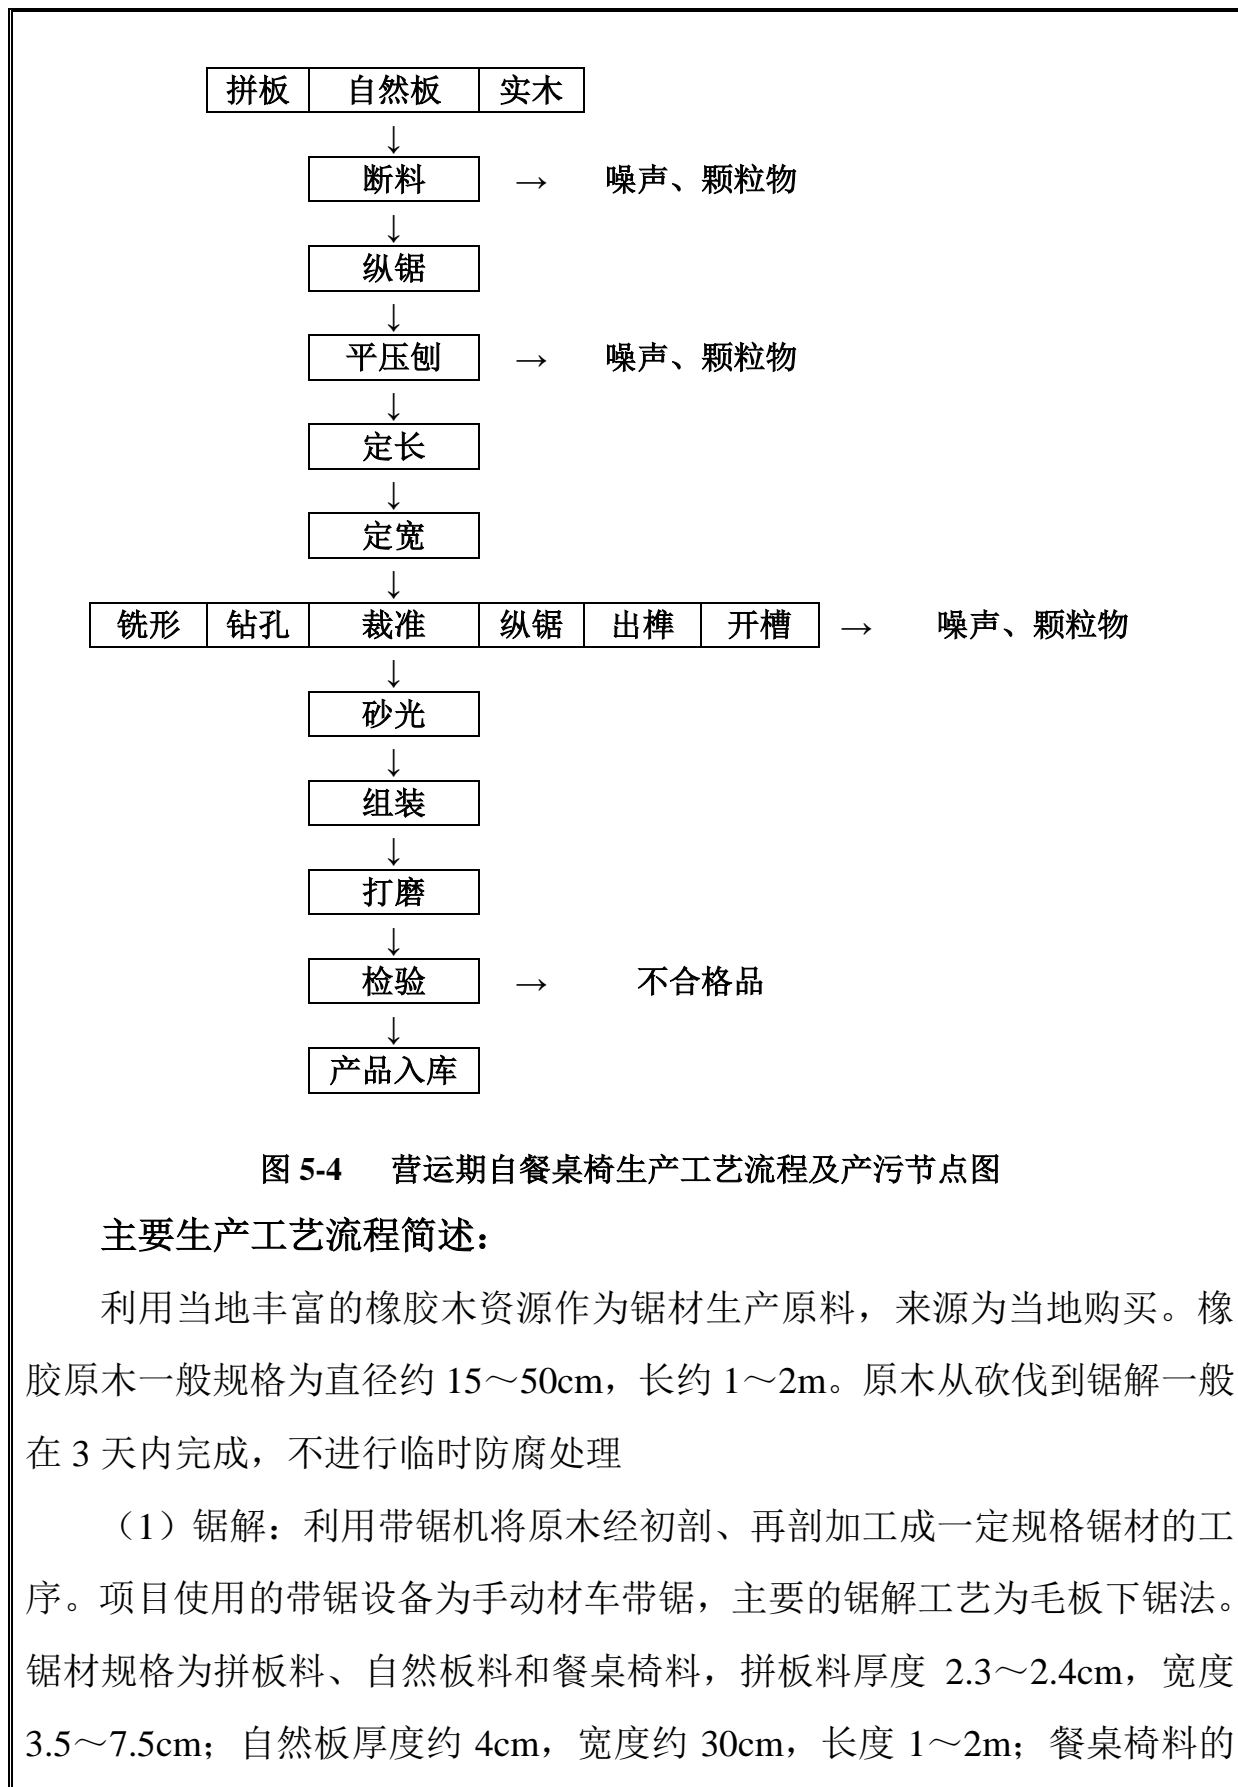 拼板 自然板 实木
↓
断料 → 噪声、颗粒物
↓
纵锯
↓
平压刨 → 噪声、颗粒物
↓
定长
↓
定宽
↓
铣形 钻孔 裁准 纵锯 出榫 开槽 → 噪声、颗粒物
↓
砂光
↓
组装
↓
打磨
↓
检验 → 不合格品
↓
产品入库
图 5-4 营运期自餐桌椅生产工艺流程及产污节点图
主要生产工艺流程简述：
利用当地丰富的橡胶木资源作为锯材生产原料，来源为当地购买。橡
胶原木一般规格为直径约 15～50cm，长约 1～2m。原木从砍伐到锯解一般
在 3 天内完成，不进行临时防腐处理
（1）锯解：利用带锯机将原木经初剖、再剖加工成一定规格锯材的工
序。项目使用的带锯设备为手动材车带锯，主要的锯解工艺为毛板下锯法。
锯材规格为拼板料、自然板料和餐桌椅料，拼板料厚度 2.3～2.4cm，宽度
3.5～7.5cm；自然板厚度约 4cm，宽度约 30cm，长度 1～2m；餐桌椅料的